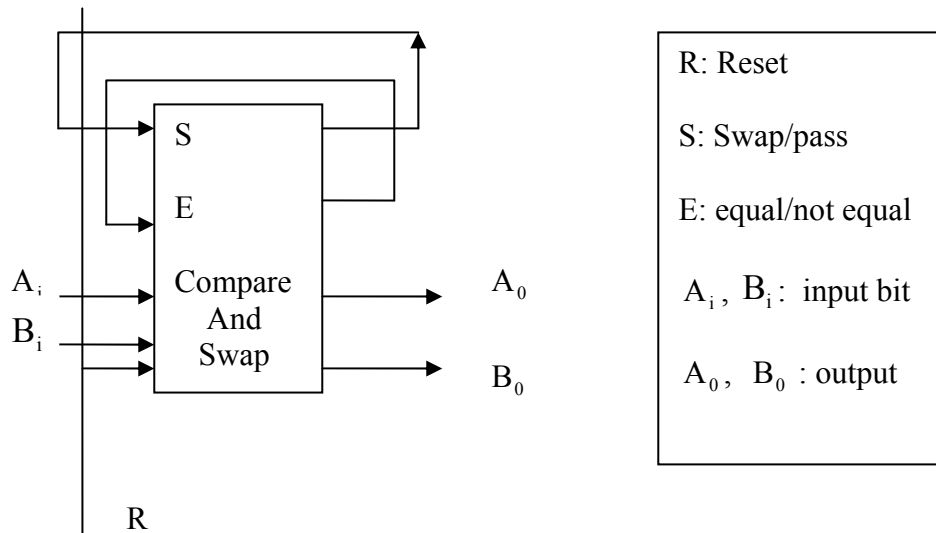 S
E
Compare
And
Swap
Aᵢ
Bᵢ
A₀
B₀
R
R: Reset
S: Swap/pass
E: equal/not equal
Aᵢ , Bᵢ : input bit
A₀ , B₀ : output